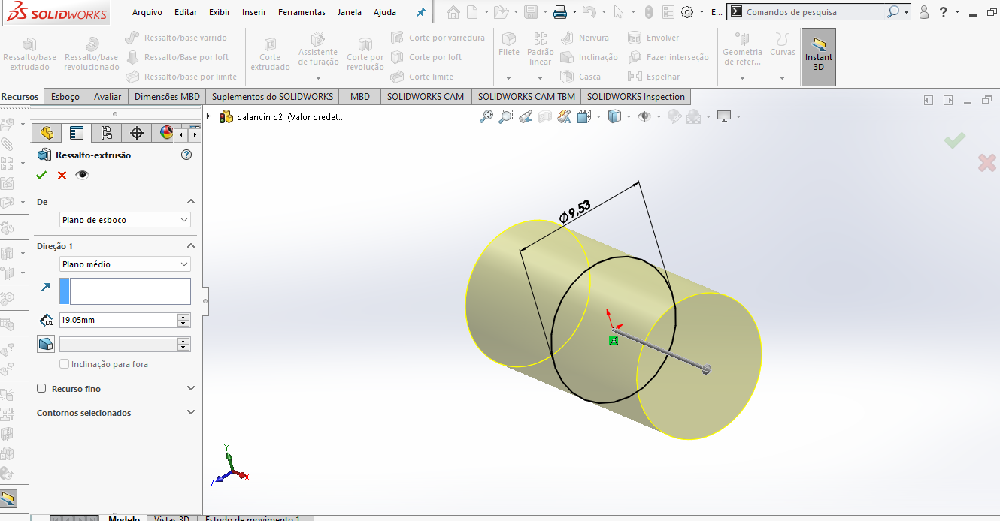 SOLIDWORKS
Arquivo Editar Exibir Inserir Ferramentas Janela Ajuda E... Comandos de pesquisa ?
Ressalto/base extrudado
Ressalto/base revolucionado
Ressalto/base varrido
Ressalto/Base por loft
Ressalto/base por limite
Corte extrudado
Assistente de furação
Corte por revolução
Corte por varredura
Corte por loft
Corte limite
Filete
Padrão linear
Nervura
Inclinação
Casca
Envolver
Fazer interseção
Espelhar
Geometria de refer...
Curvas
Instant 3D
Recursos Esboço Avaliar Dimensões MBD Suplementos do SOLIDWORKS MBD SOLIDWORKS CAM SOLIDWORKS CAM TBM SOLIDWORKS Inspection
balancin p2 (Valor predet...
Ressalto-extrusão ?
De
Plano de esboço
Direção 1
Plano médio
D1 19.05mm
Inclinação para fora
Recurso fino
Contornos selecionados
Ø9,53
Y
X
Z
Modelo Vistas 3D Estudo de movimento 1